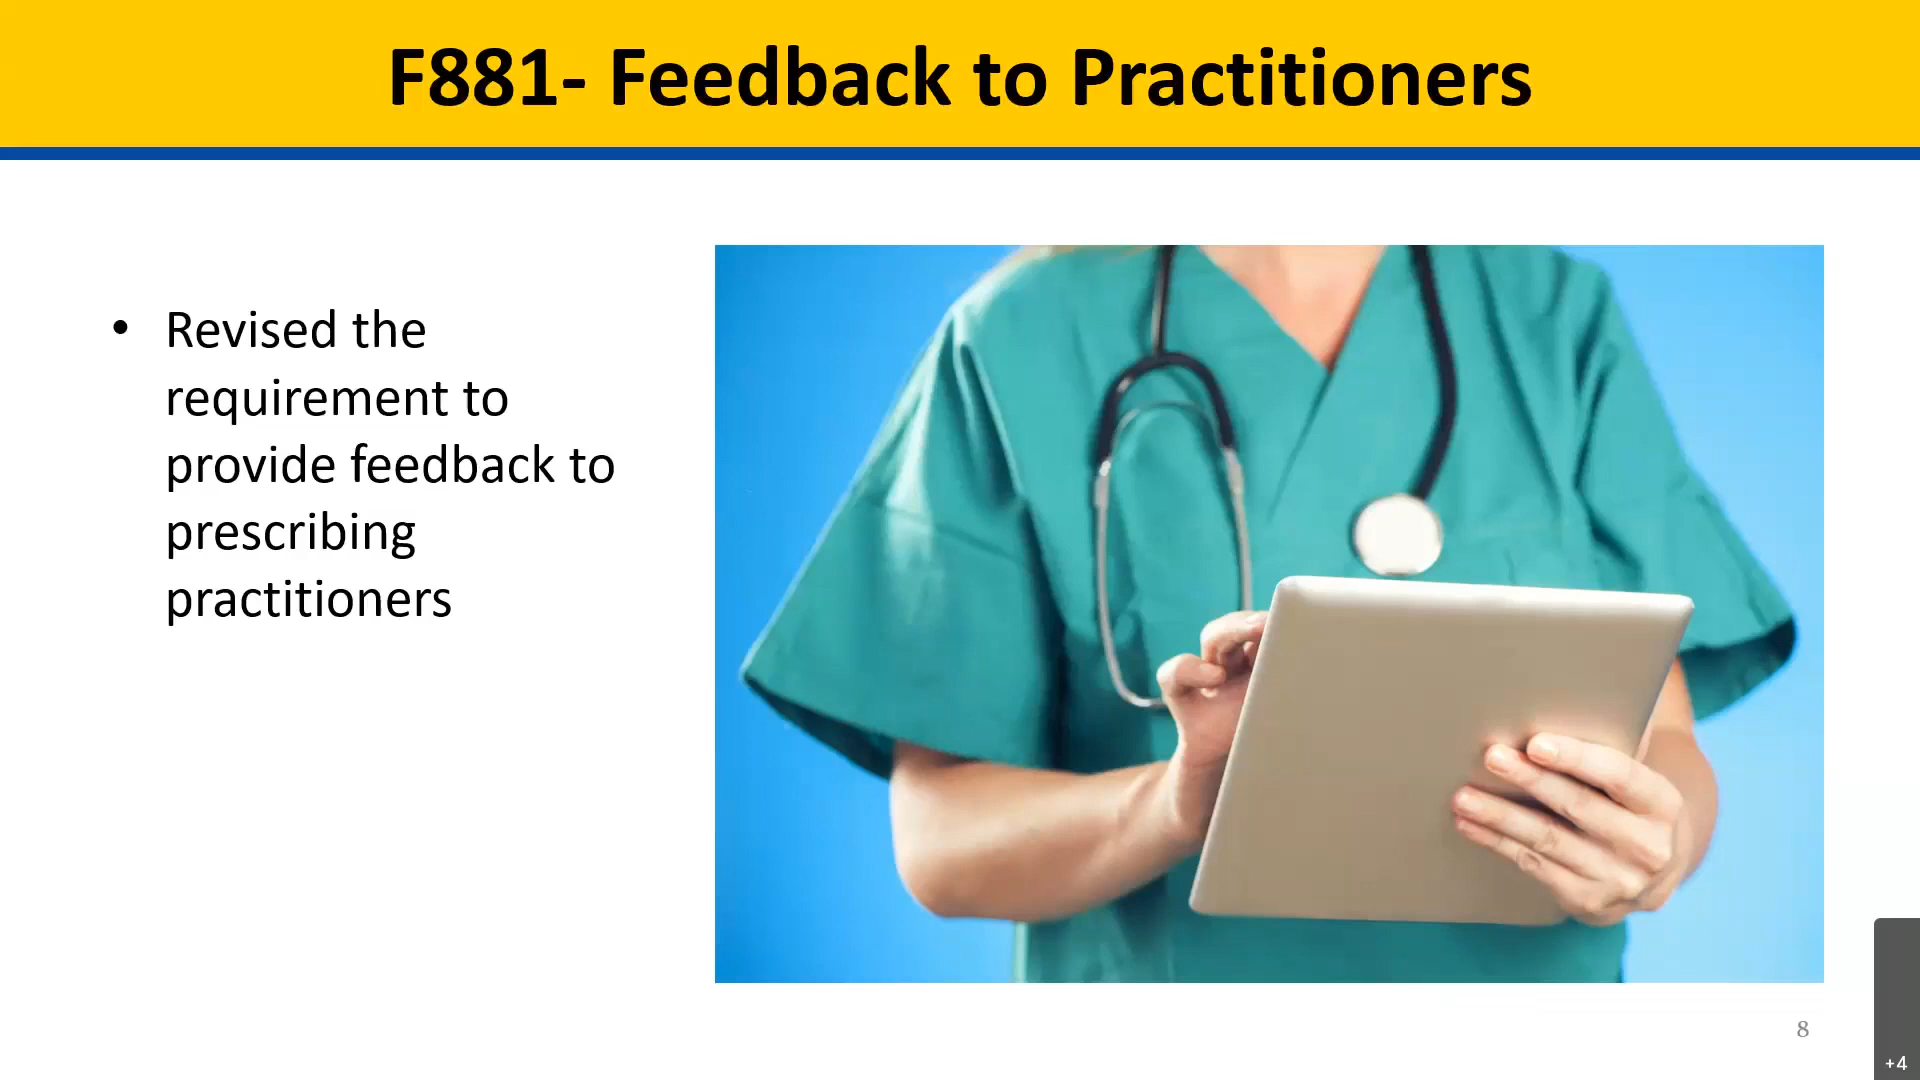 F881- Feedback to Practitioners
• Revised the
requirement to
provide feedback to
prescribing
practitioners
8
+4